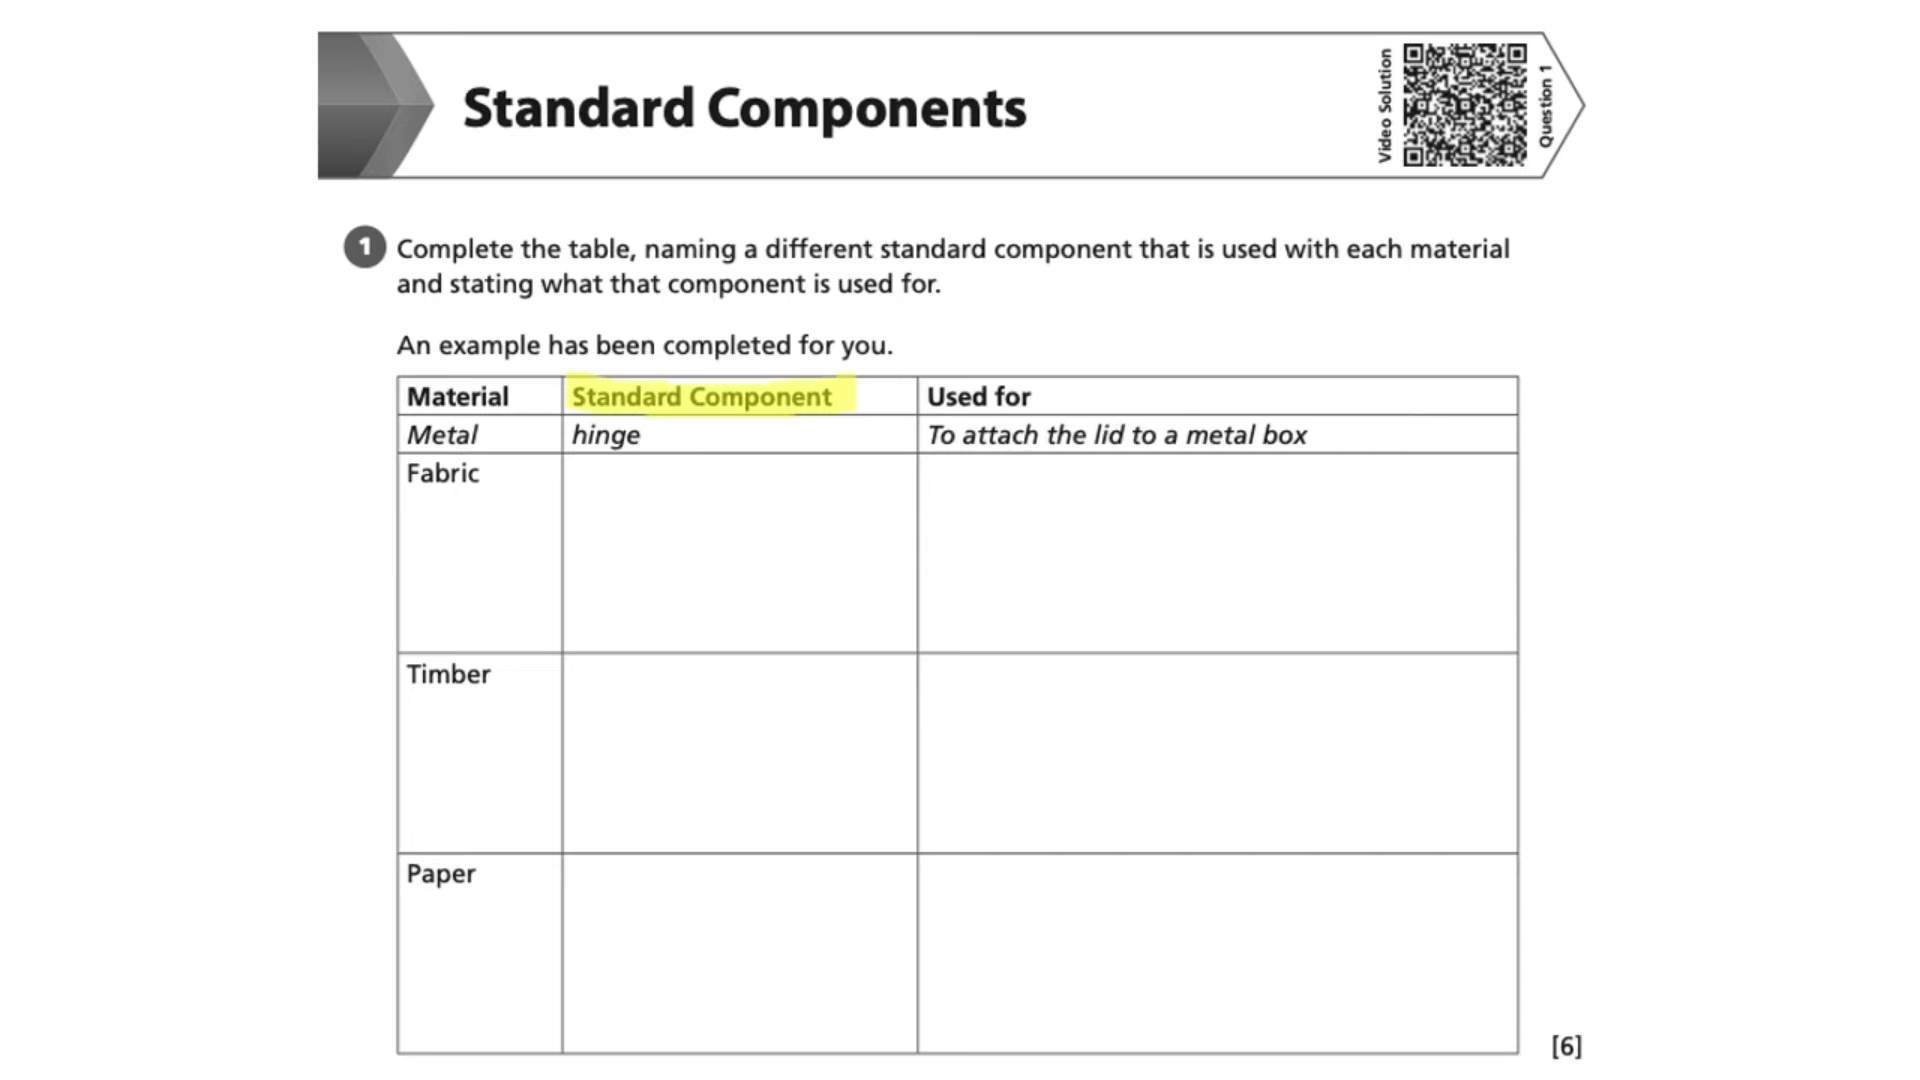 Standard Components
Video Solution
Question 1
1 Complete the table, naming a different standard component that is used with each material
and stating what that component is used for.
An example has been completed for you.
Material Standard Component Used for
Metal hinge To attach the lid to a metal box
Fabric
Timber
Paper
[6]